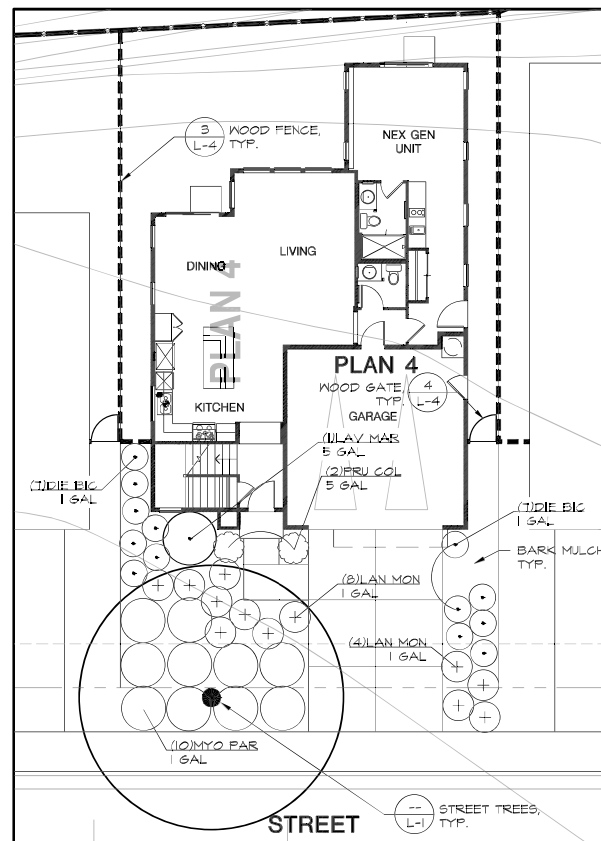 NEX GEN
UNIT
3
L-4
WOOD FENCE,
TYP.
LIVING
DINING
PLAN 4
PLAN 4
WOOD GATE,
TYP.
4
L-4
GARAGE
KITCHEN
(1)LAV MAR
5 GAL
(2)PRU COL
5 GAL
(7)DIE BIC
1 GAL
(7)DIE BIC
1 GAL
BARK MULCH
TYP.
(8)LAN MON
1 GAL
(4)LAN MON
1 GAL
(10)MYO PAR
1 GAL
--
L-1
STREET TREES,
TYP.
STREET